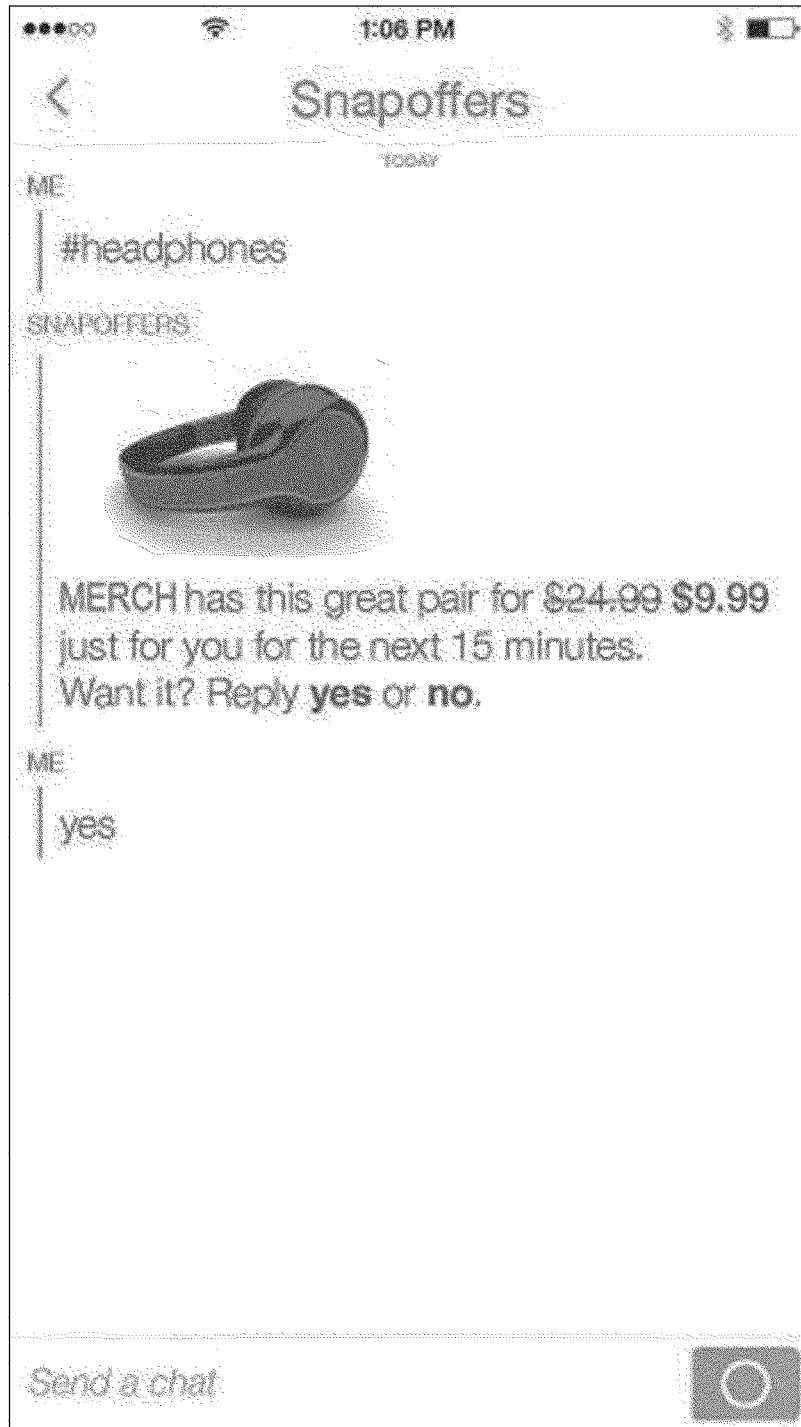 1:06 PM
Snapoffers
TODAY
ME
#headphones
SNAPOFFERS
MERCH has this great pair for $24.99 $9.99
just for you for the next 15 minutes.
Want it? Reply yes or no.
ME
yes
Send a chat